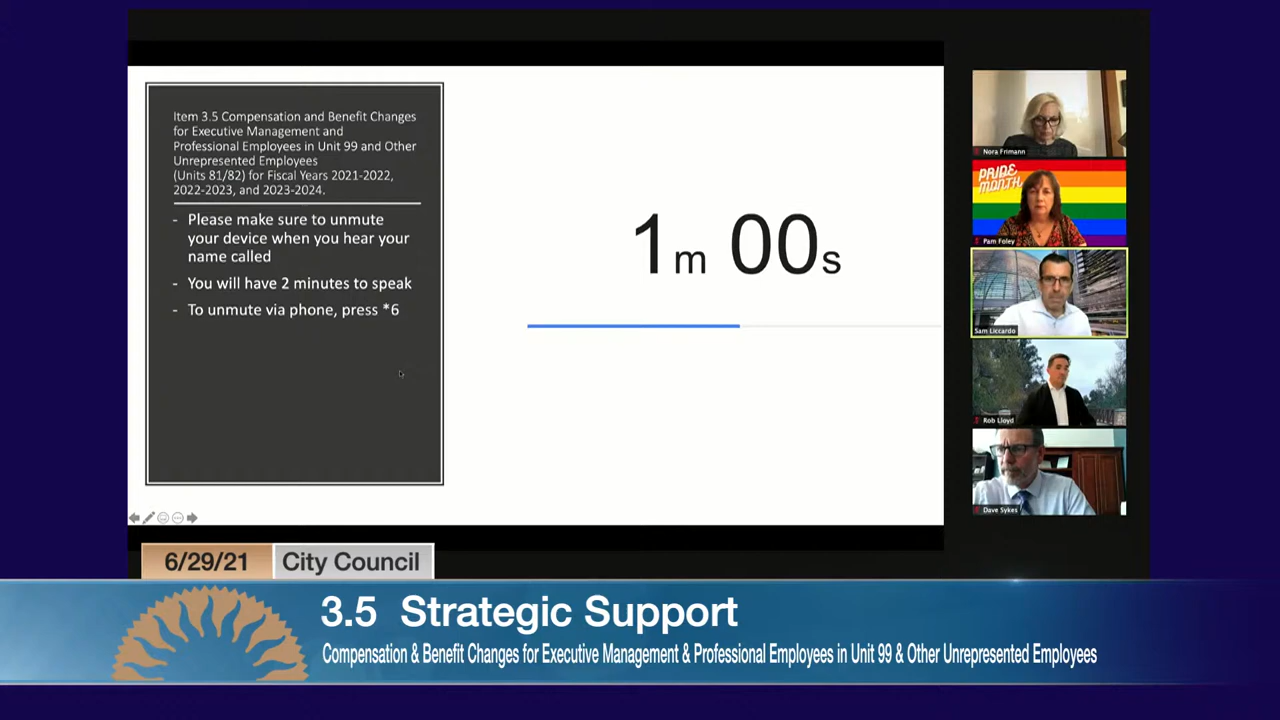 Item 3.5 Compensation and Benefit Changes
for Executive Management and
Professional Employees in Unit 99 and Other
Unrepresented Employees
(Units 81/82) for Fiscal Years 2021-2022,
2022-2023, and 2023-2024.
- Please make sure to unmute
your device when you hear your
name called
- You will have 2 minutes to speak
- To unmute via phone, press *6
1m 00s
Nora Frimann
PRIDE
MONTH
Pam Foley
Sam Liccardo
Rob Lloyd
Dave Sykes
6/29/21 City Council
3.5 Strategic Support
Compensation & Benefit Changes for Executive Management & Professional Employees in Unit 99 & Other Unrepresented Employees